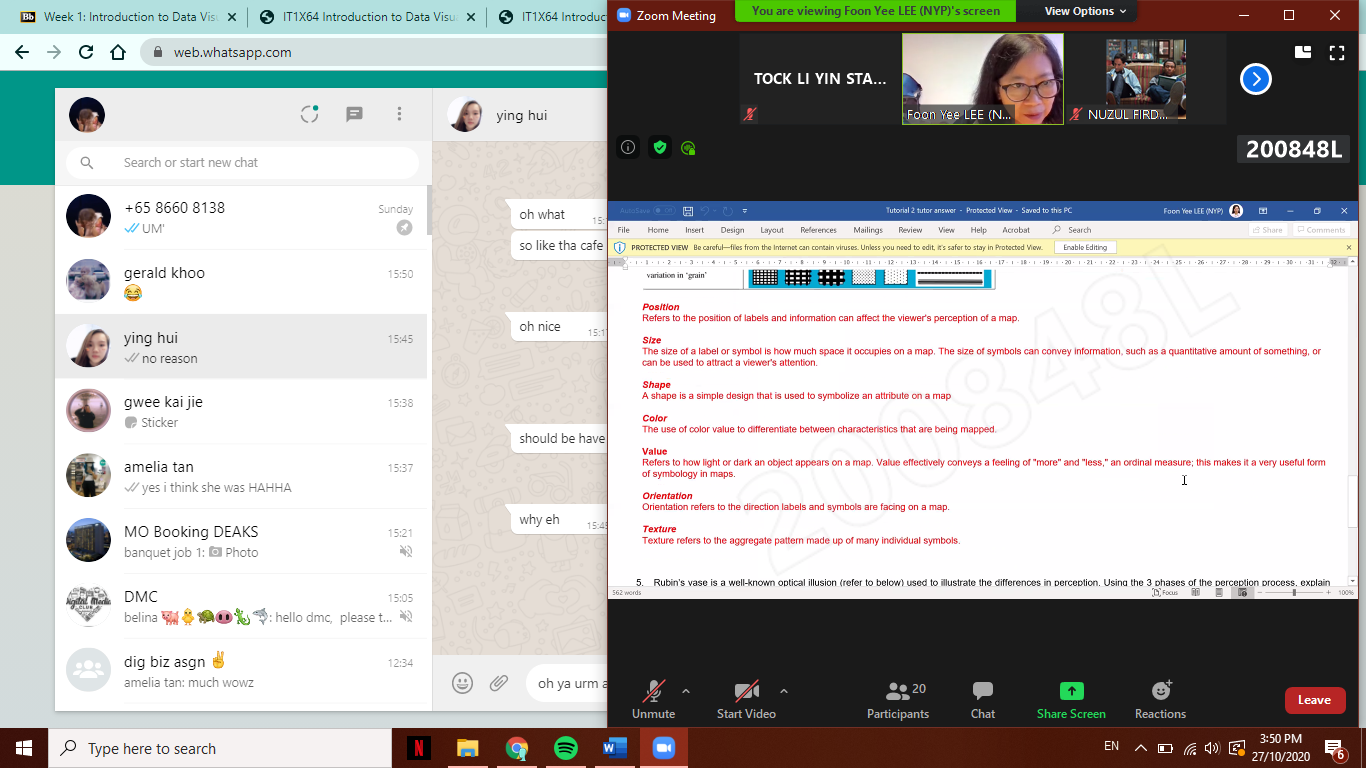 Week 1: Introduction to Data Visu
IT1X64 Introduction to Data Visua
IT1X64 Introduct
web.whatsapp.com
ying hui
Search or start new chat
+65 8660 8138
Sunday
UM'
gerald khoo
15:50
😂
ying hui
15:45
no reason
gwee kai jie
15:38
Sticker
amelia tan
15:37
yes i think she was HAHHA
MO Booking DEAKS
15:21
banquet job 1: 📷 Photo
DMC
15:05
belina 🐷🐥🐢🐽🦎🐬: hello dmc, please t...
dig biz asgn ✌
12:34
amelia tan: much wowz
oh what
so like tha cafe
oh nice
15:17
should be have
why eh
15:45
oh ya urm a
Zoom Meeting
You are viewing Foon Yee LEE (NYP)'s screen
View Options
TOCK LI YIN STA...
Foon Yee LEE (N...
NUZUL FIRD...
200848L
AutoSave
Tutorial 2 tutor answer - Protected View - Saved to this PC
Foon Yee LEE (NYP)
File Home Insert Design Layout References Mailings Review View Help Acrobat Search Share Comments
PROTECTED VIEW Be careful—files from the Internet can contain viruses. Unless you need to edit, it's safer to stay in Protected View. Enable Editing
variation in 'grain'
Position
Refers to the position of labels and information can affect the viewer's perception of a map.
Size
The size of a label or symbol is how much space it occupies on a map. The size of symbols can convey information, such as a quantitative amount of something, or
can be used to attract a viewer's attention.
Shape
A shape is a simple design that is used to symbolize an attribute on a map
Color
The use of color value to differentiate between characteristics that are being mapped.
Value
Refers to how light or dark an object appears on a map. Value effectively conveys a feeling of "more" and "less," an ordinal measure; this makes it a very useful form
of symbology in maps.
Orientation
Orientation refers to the direction labels and symbols are facing on a map.
Texture
Texture refers to the aggregate pattern made up of many individual symbols.
5. Rubin's vase is a well-known optical illusion (refer to below) used to illustrate the differences in perception. Using the 3 phases of the perception process, explain
200848L
562 words
Focus
100%
Unmute
Start Video
20
Participants
Chat
Share Screen
Reactions
Leave
Type here to search
EN
3:50 PM
27/10/2020
6